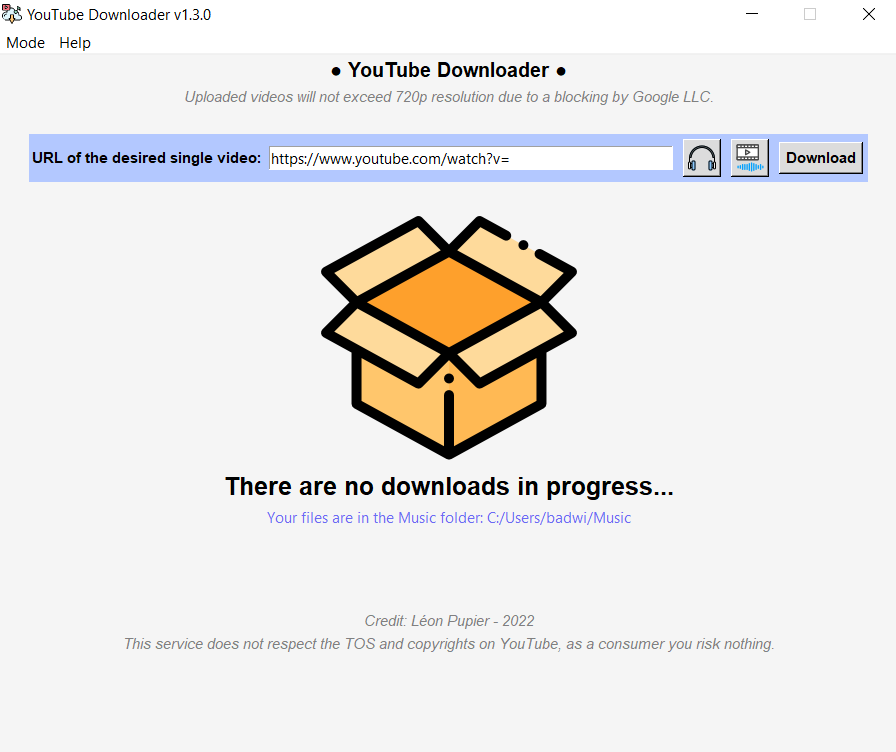 YouTube Downloader v1.3.0
Mode Help
● YouTube Downloader ●
Uploaded videos will not exceed 720p resolution due to a blocking by Google LLC.
URL of the desired single video: https://www.youtube.com/watch?v= Download
There are no downloads in progress...
Your files are in the Music folder: C:/Users/badwi/Music
Credit: Léon Pupier - 2022
This service does not respect the TOS and copyrights on YouTube, as a consumer you risk nothing.